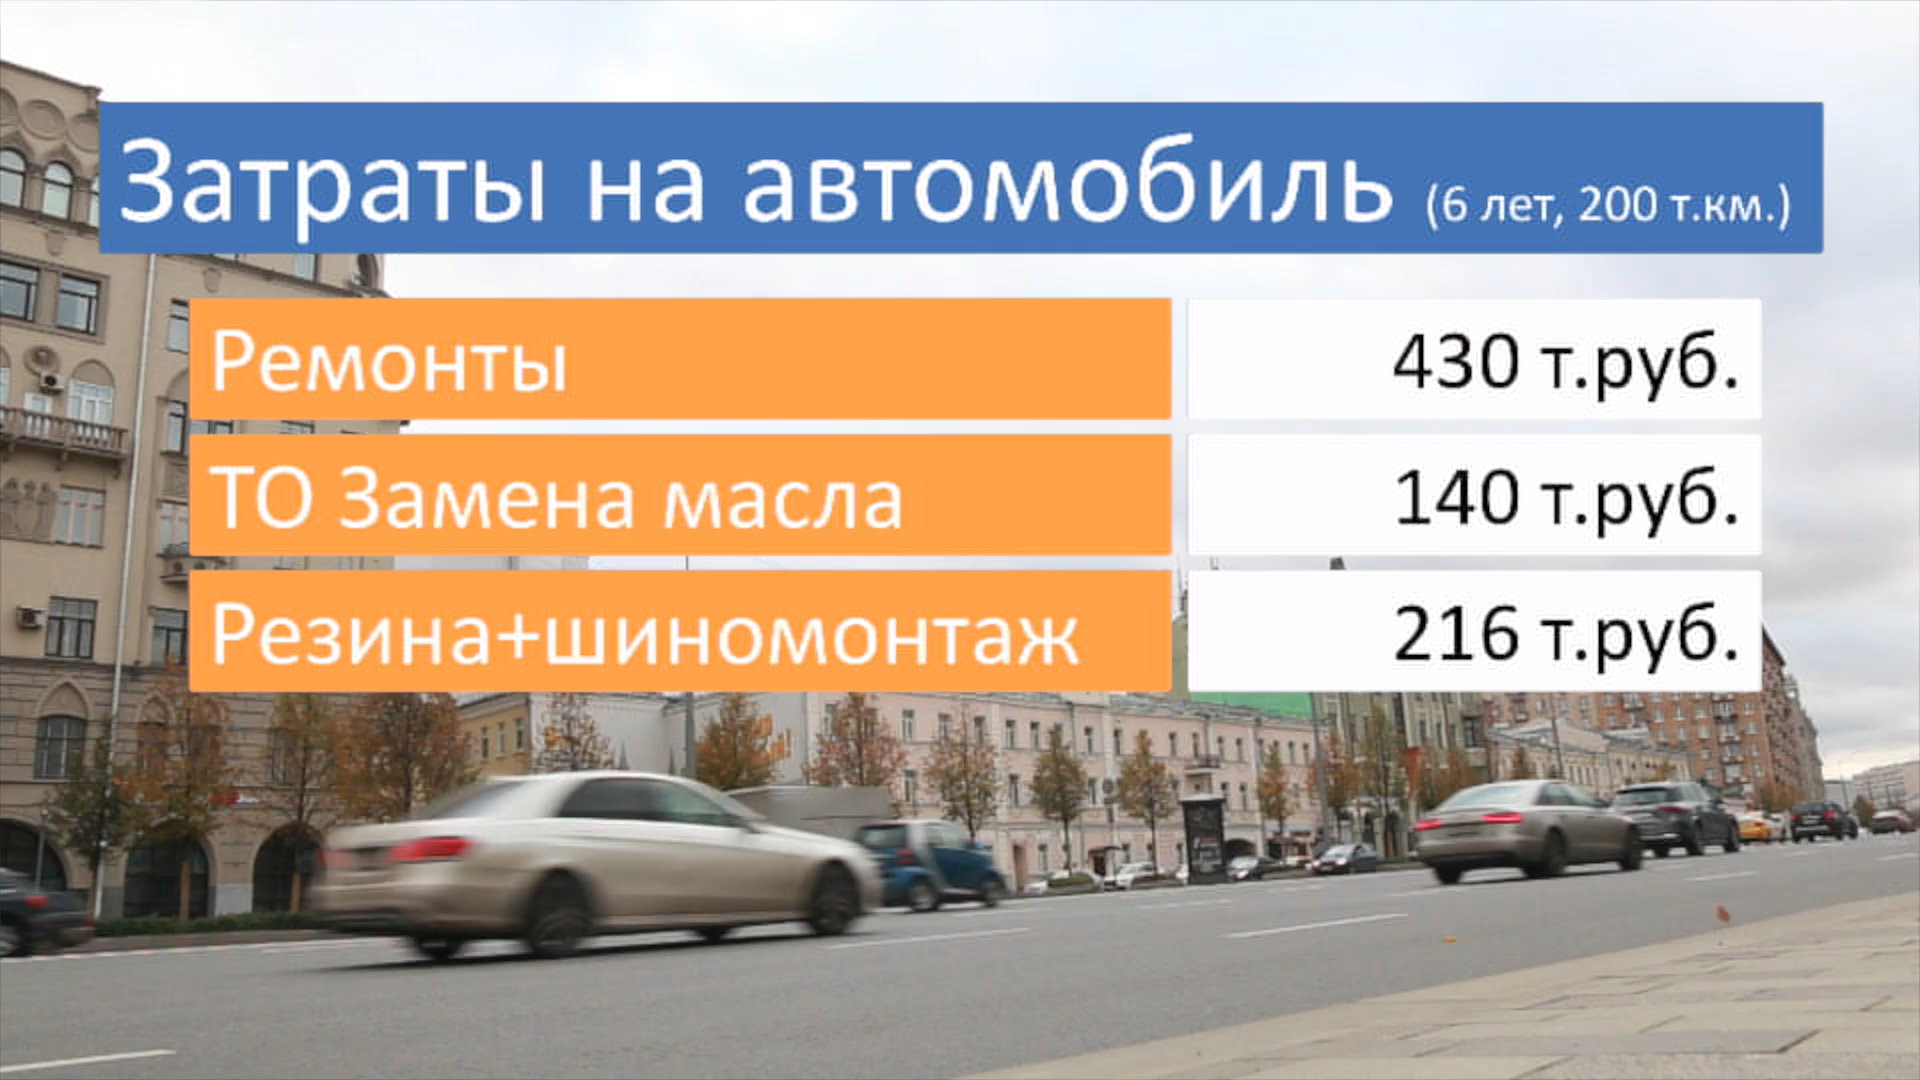 Затраты на автомобиль (6 лет, 200 т.км.)
Ремонты 430 т.руб.
ТО Замена масла 140 т.руб.
Резина+шиномонтаж 216 т.руб.